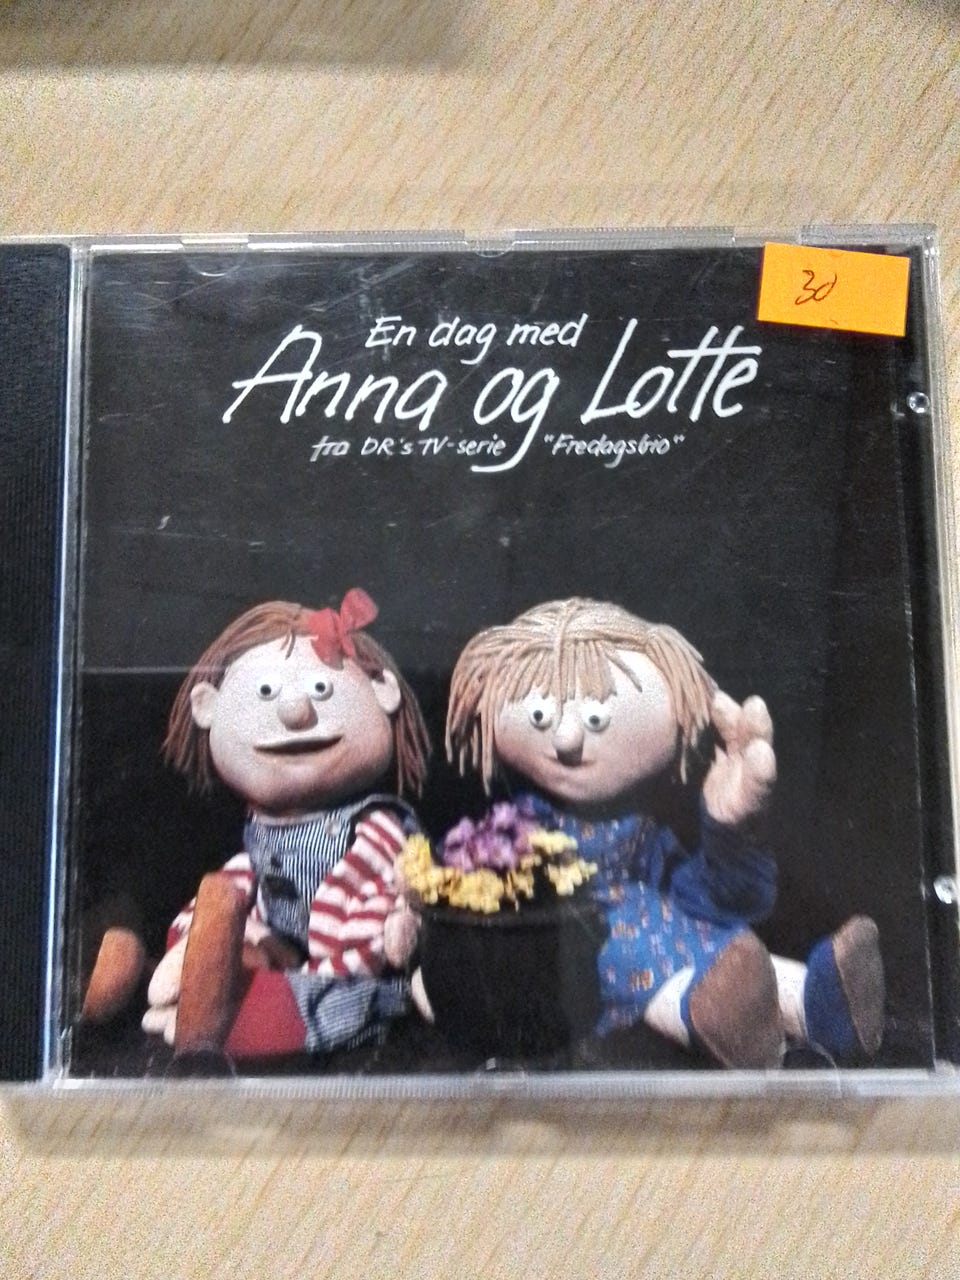 30
En dag med
Anna og Lotte
fra DR's TV-serie "Fredagsbio"